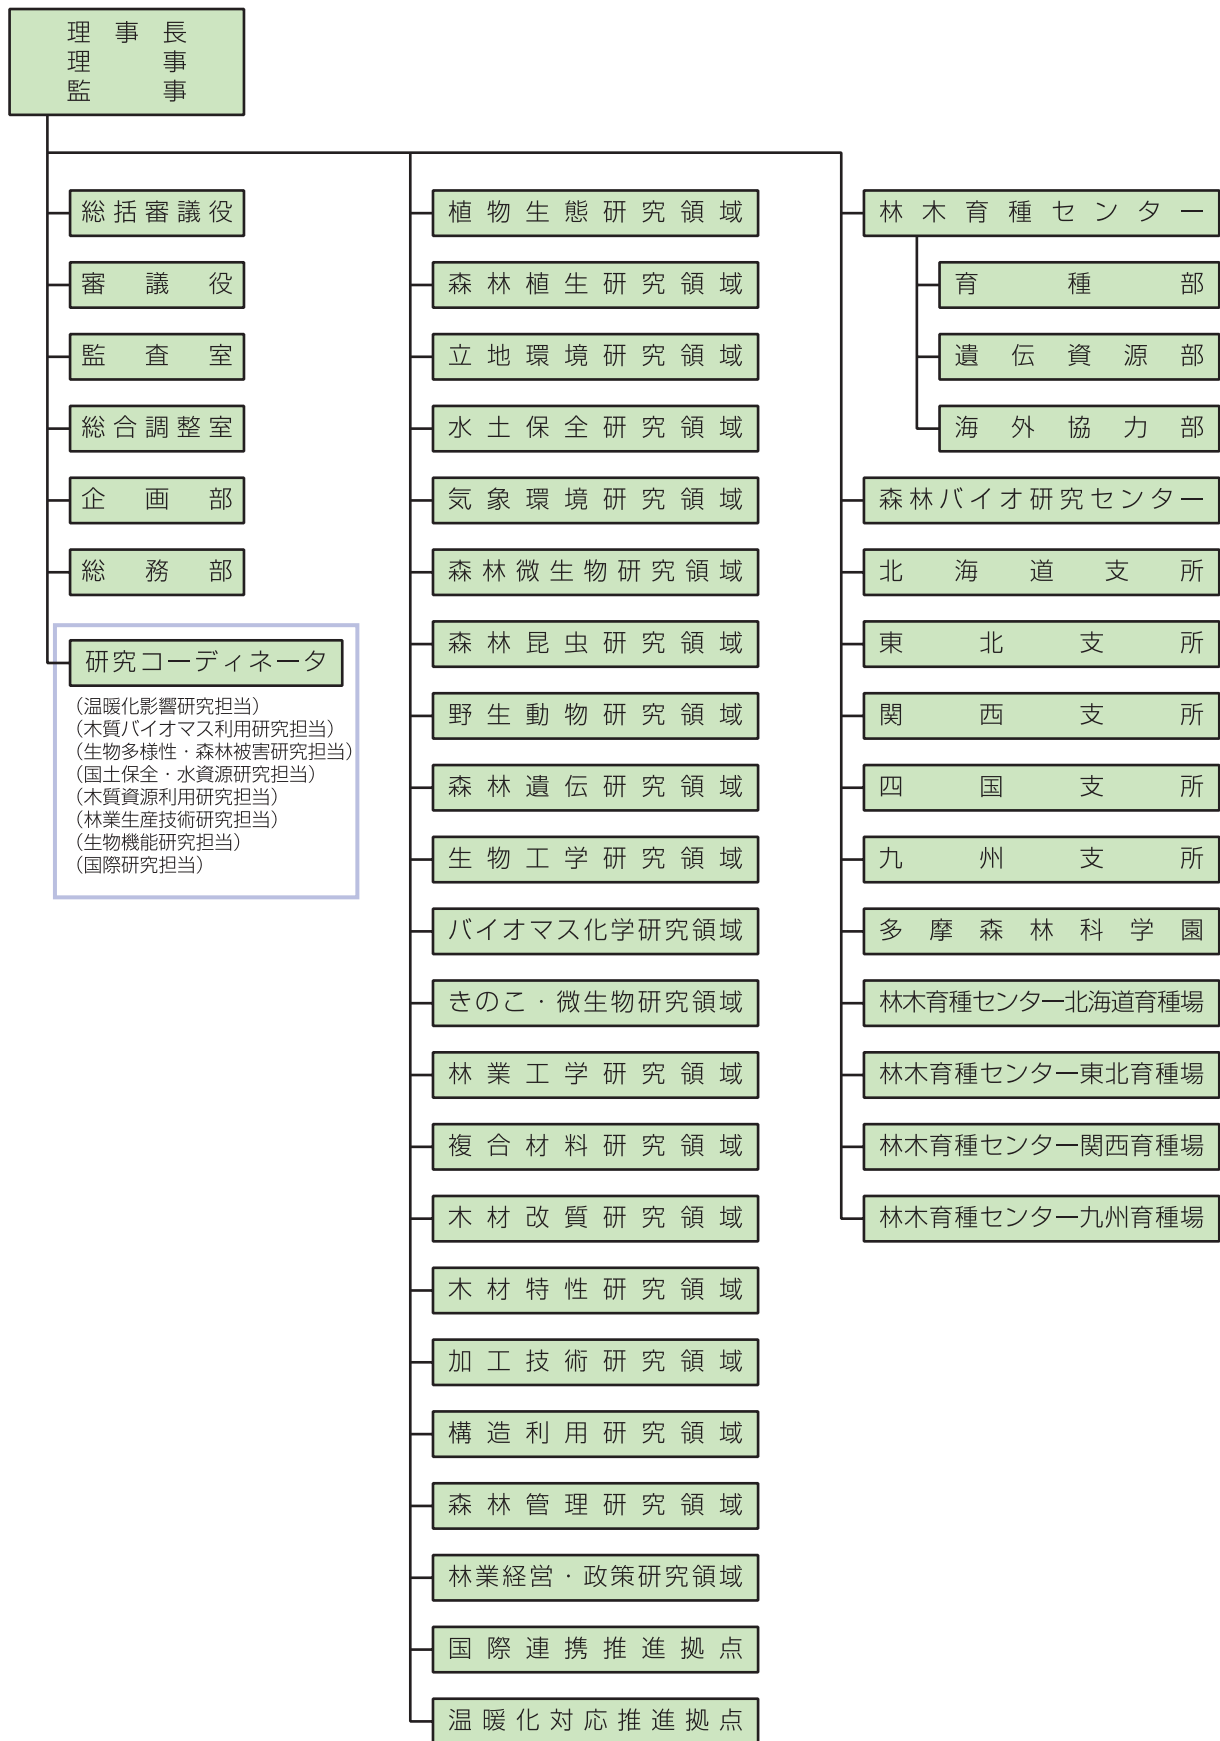 理事長
理事
監事
総括審議役
審議役
監査室
総合調整室
企画部
総務部
研究コーディネータ
（温暖化影響研究担当）
（木質バイオマス利用研究担当）
（生物多様性・森林被害研究担当）
（国土保全・水資源研究担当）
（木質資源利用研究担当）
（林業生産技術研究担当）
（生物機能研究担当）
（国際研究担当）
植物生態研究領域
森林植生研究領域
立地環境研究領域
水土保全研究領域
気象環境研究領域
森林微生物研究領域
森林昆虫研究領域
野生動物研究領域
森林遺伝研究領域
生物工学研究領域
バイオマス化学研究領域
きのこ・微生物研究領域
林業工学研究領域
複合材料研究領域
木材改質研究領域
木材特性研究領域
加工技術研究領域
構造利用研究領域
森林管理研究領域
林業経営・政策研究領域
国際連携推進拠点
温暖化対応推進拠点
林木育種センター
育種部
遺伝資源部
海外協力部
森林バイオ研究センター
北海道支所
東北支所
関西支所
四国支所
九州支所
多摩森林科学園
林木育種センター北海道育種場
林木育種センター東北育種場
林木育種センター関西育種場
林木育種センター九州育種場